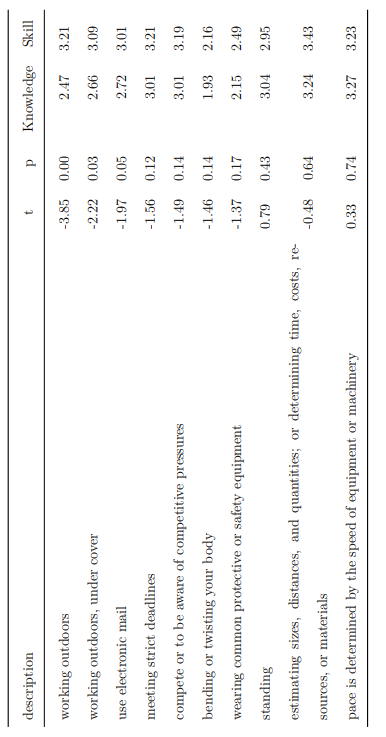 description t p Knowledge Skill
working outdoors -3.85 0.00 2.47 3.21
working outdoors, under cover -2.22 0.03 2.66 3.09
use electronic mail -1.97 0.05 2.72 3.01
meeting strict deadlines -1.56 0.12 3.01 3.21
compete or to be aware of competitive pressures -1.49 0.14 3.01 3.19
bending or twisting your body -1.46 0.14 1.93 2.16
wearing common protective or safety equipment -1.37 0.17 2.15 2.49
standing 0.79 0.43 3.04 2.95
estimating sizes, distances, and quantities; or determining time, costs, re- -0.48 0.64 3.24 3.43
sources, or materials
pace is determined by the speed of equipment or machinery 0.33 0.74 3.27 3.23